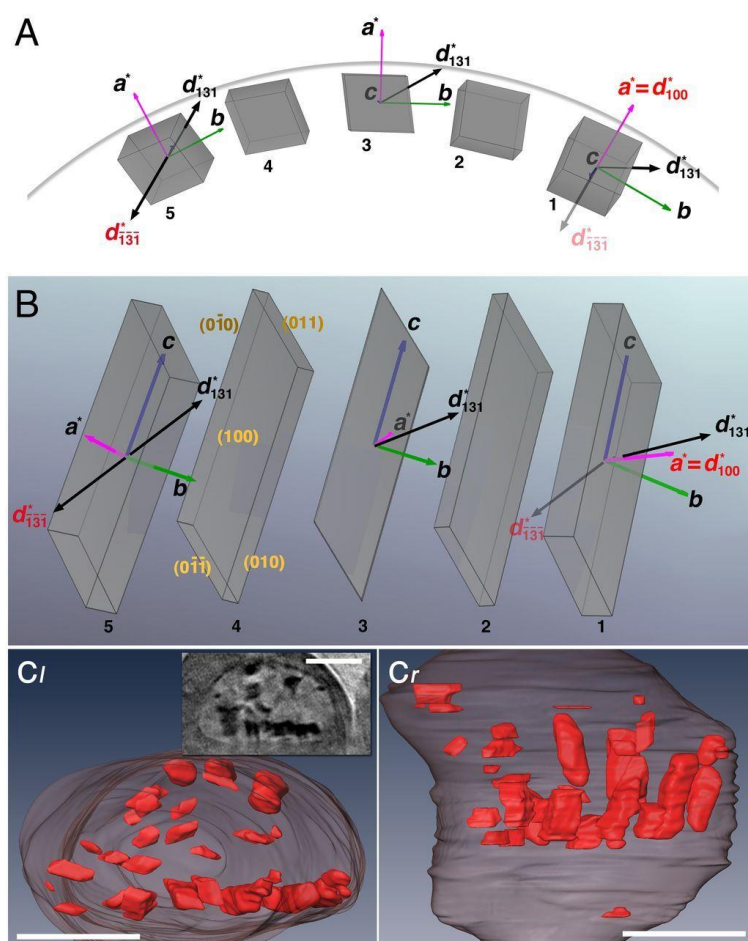 A
a*
d*131
b
5
d*1̄3̄1̄
4
a*
d*131
c
b
3
2
a*= d*100
c
d*131
b
1
d*1̄3̄1̄
B
(01̄0)
(011)
c
d*131
a*
b
(100)
d*1̄3̄1̄
(01̄1̄)
(010)
c
d*131
a*
b
c
d*131
a*= d*100
b
d*1̄3̄1̄
5
4
3
2
1
Cl
Cr